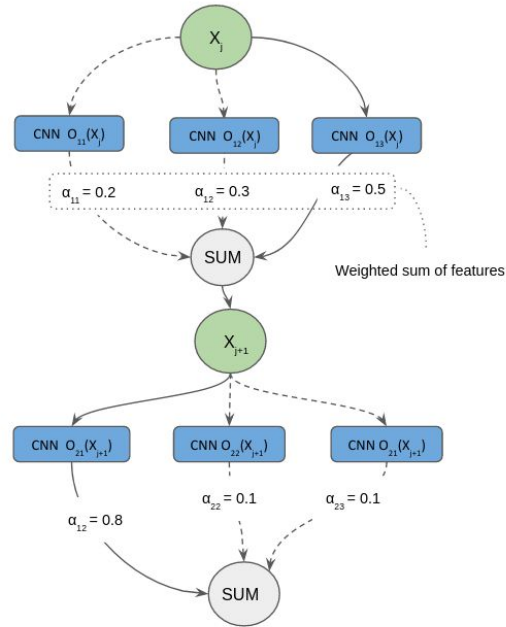 X_j
CNN O_11(X_j)
CNN O_12(X_j)
CNN O_13(X_j)
α_11 = 0.2
α_12 = 0.3
α_13 = 0.5
SUM
Weighted sum of features
X_j+1
CNN O_21(X_j+1)
CNN O_22(X_j+1)
CNN O_21(X_j+1)
α_22 = 0.1
α_23 = 0.1
α_12 = 0.8
SUM